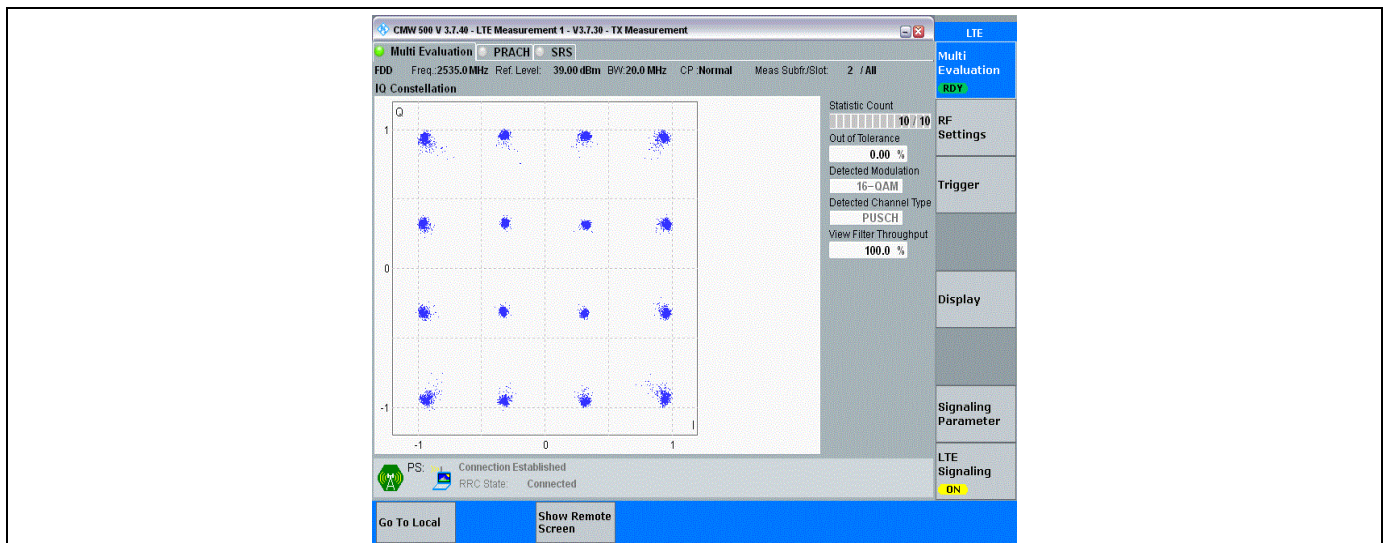 CMW 500 V 3.7.40 - LTE Measurement 1 - V3.7.30 - TX Measurement
LTE
Multi Evaluation PRACH SRS
Multi
Evaluation
RDY
FDD Freq.:2535.0 MHz Ref. Level: 39.00 dBm BW:20.0 MHz CP :Normal Meas Subfr./Slot: 2 / All
IQ Constellation
Q
1
0
-1
-1
0
1
I
Statistic Count
10 / 10
Out of Tolerance
0.00 %
Detected Modulation
16-QAM
Detected Channel Type
PUSCH
View Filter Throughput
100.0 %
RF
Settings
Trigger
Display
Signaling
Parameter
LTE
Signaling
ON
PS: Connection Established
RRC State: Connected
Go To Local
Show Remote
Screen